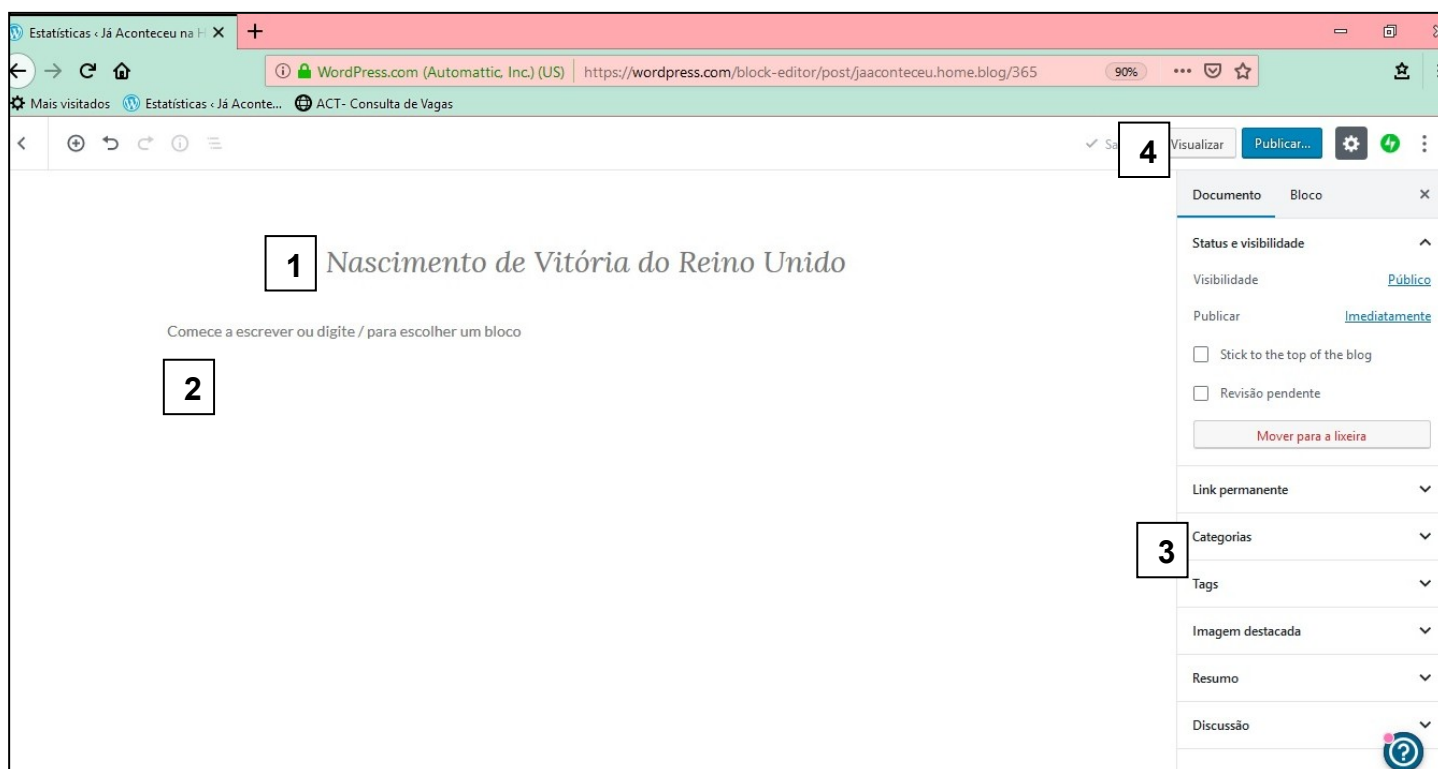 Estatísticas ‹ Já Aconteceu na H
WordPress.com (Automattic, Inc.) (US) https://wordpress.com/block-editor/post/jaaconteceu.home.blog/365 90%
Mais visitados Estatísticas ‹ Já Aconte... ACT- Consulta de Vagas
4 Visualizar Publicar...
Documento Bloco
Status e visibilidade
1 Nascimento de Vitória do Reino Unido
Visibilidade Público
Publicar Imediatamente
Comece a escrever ou digite / para escolher um bloco
Stick to the top of the blog
2
Revisão pendente
Mover para a lixeira
Link permanente
3 Categorias
Tags
Imagem destacada
Resumo
Discussão